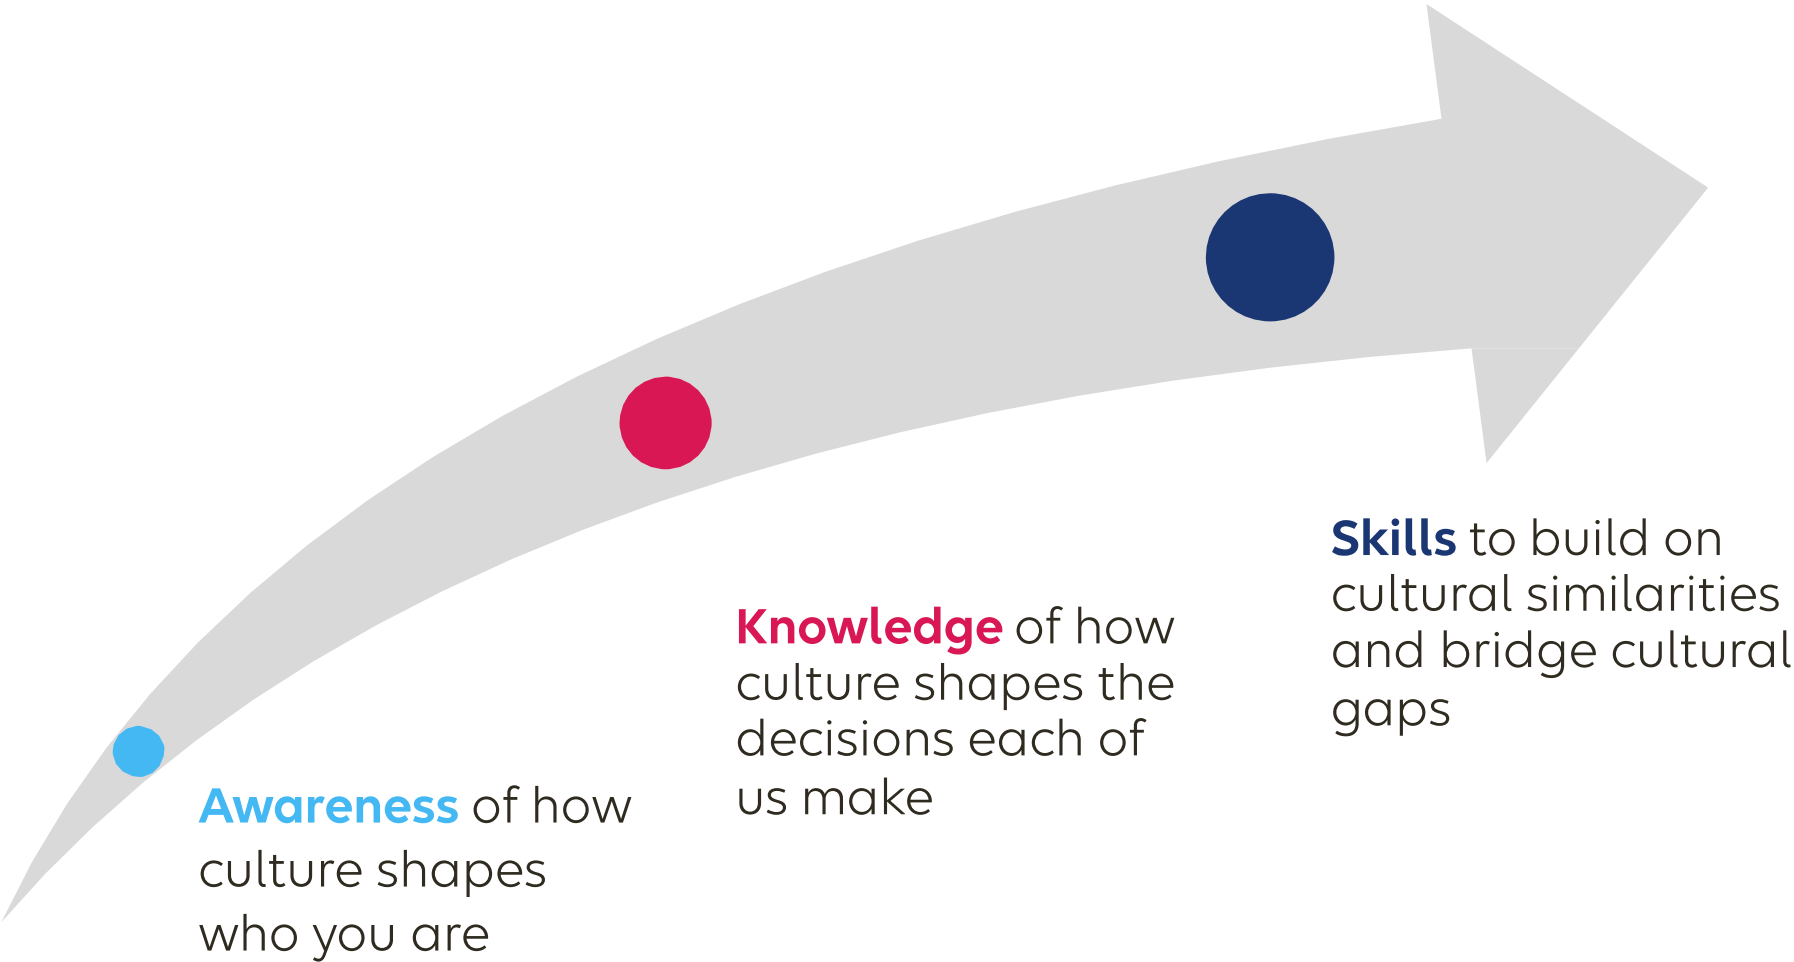 Awareness of how
culture shapes
who you are
Knowledge of how
culture shapes the
decisions each of
us make
Skills to build on
cultural similarities
and bridge cultural
gaps